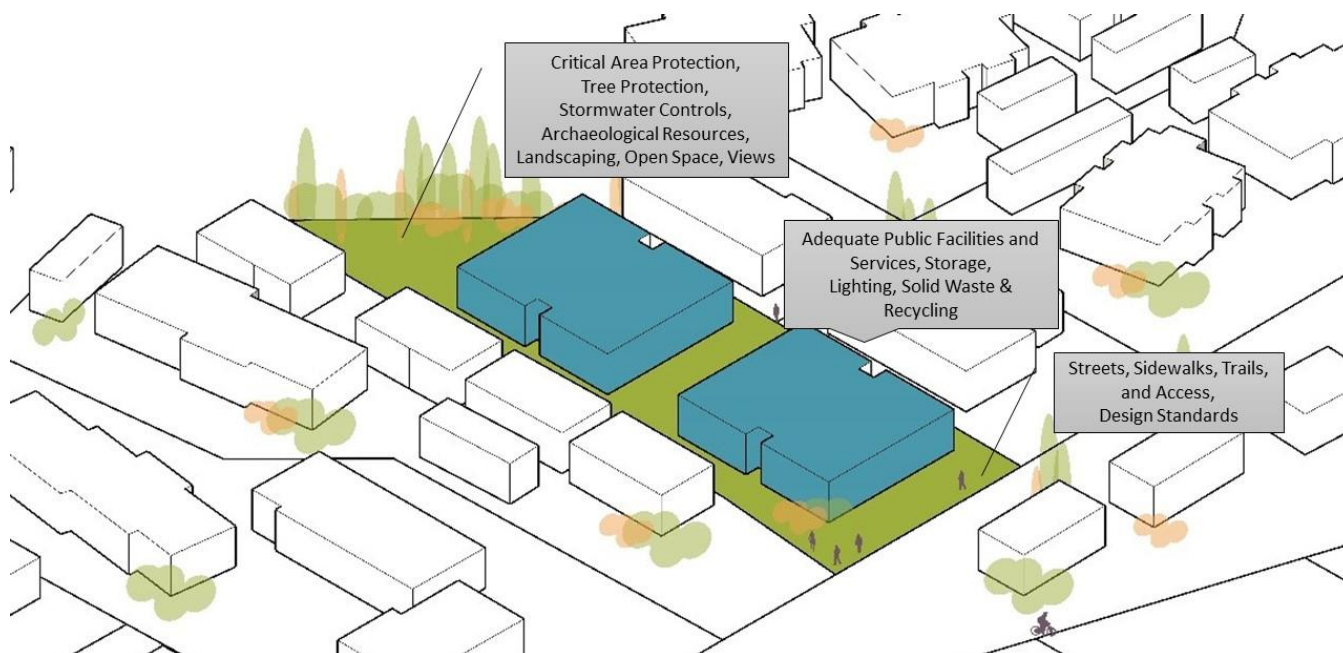 Critical Area Protection,
Tree Protection,
Stormwater Controls,
Archaeological Resources,
Landscaping, Open Space, Views
Adequate Public Facilities and
Services, Storage,
Lighting, Solid Waste &
Recycling
Streets, Sidewalks, Trails,
and Access,
Design Standards